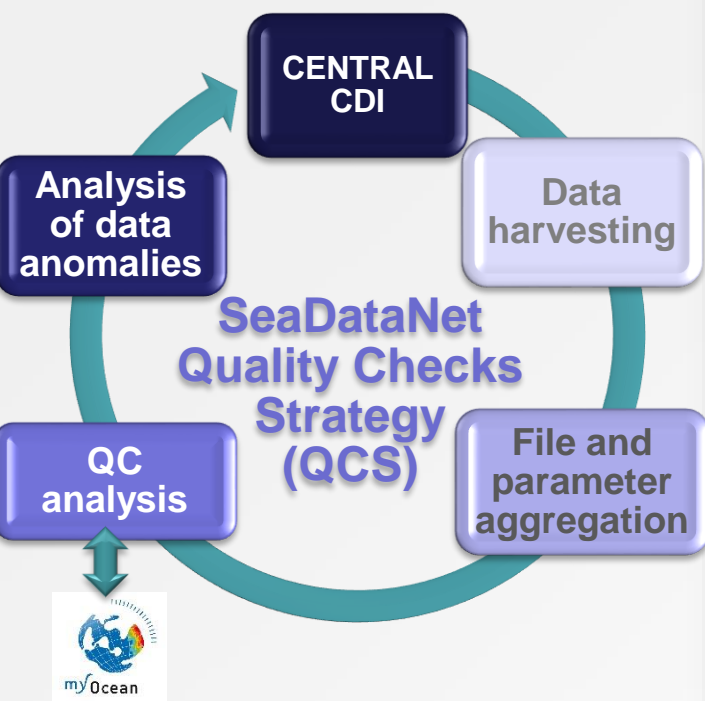 CENTRAL
CDI
Data
harvesting
File and
parameter
aggregation
QC
analysis
Analysis
of data
anomalies
SeaDataNet
Quality Checks
Strategy
(QCS)
myOcean